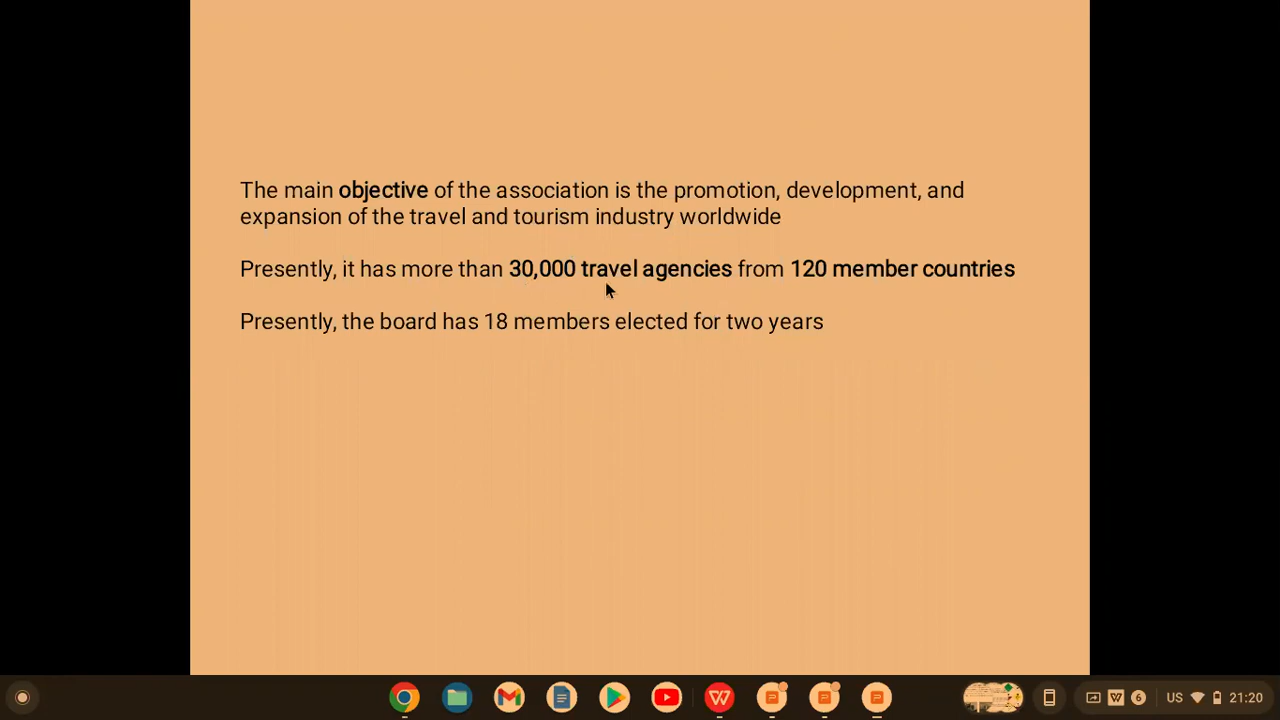 The main objective of the association is the promotion, development, and
expansion of the travel and tourism industry worldwide
Presently, it has more than 30,000 travel agencies from 120 member countries
Presently, the board has 18 members elected for two years
6 US 21:20